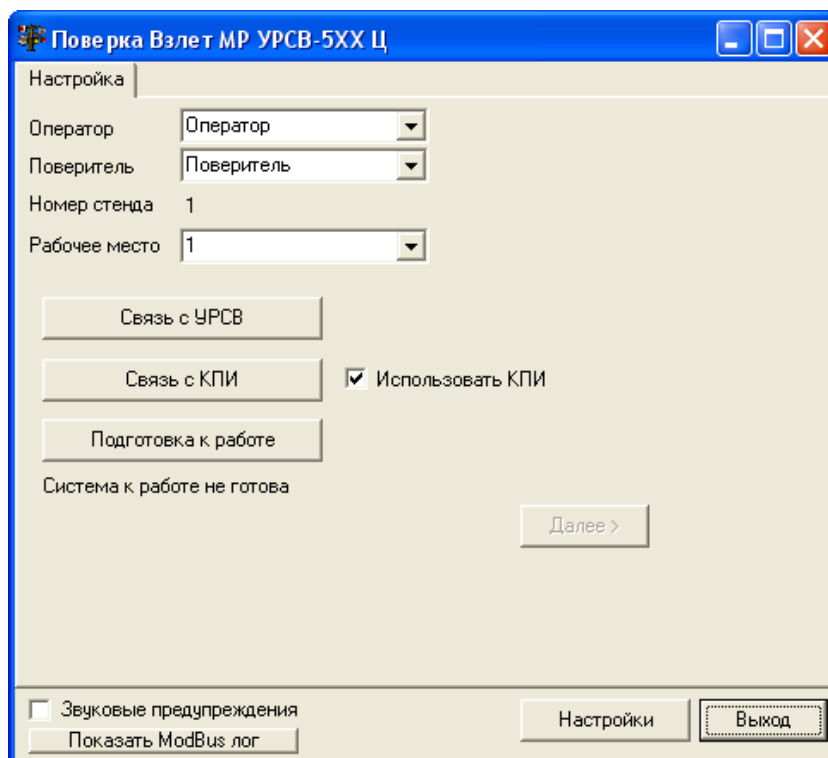 Поверка Взлет МР УРСВ-5ХХ Ц
Настройка
Оператор Оператор
Поверитель Поверитель
Номер стенда 1
Рабочее место 1
Связь с УРСВ
Связь с КПИ Использовать КПИ
Подготовка к работе
Система к работе не готова
Далее >
Звуковые предупреждения
Настройки Выход
Показать ModBus лог